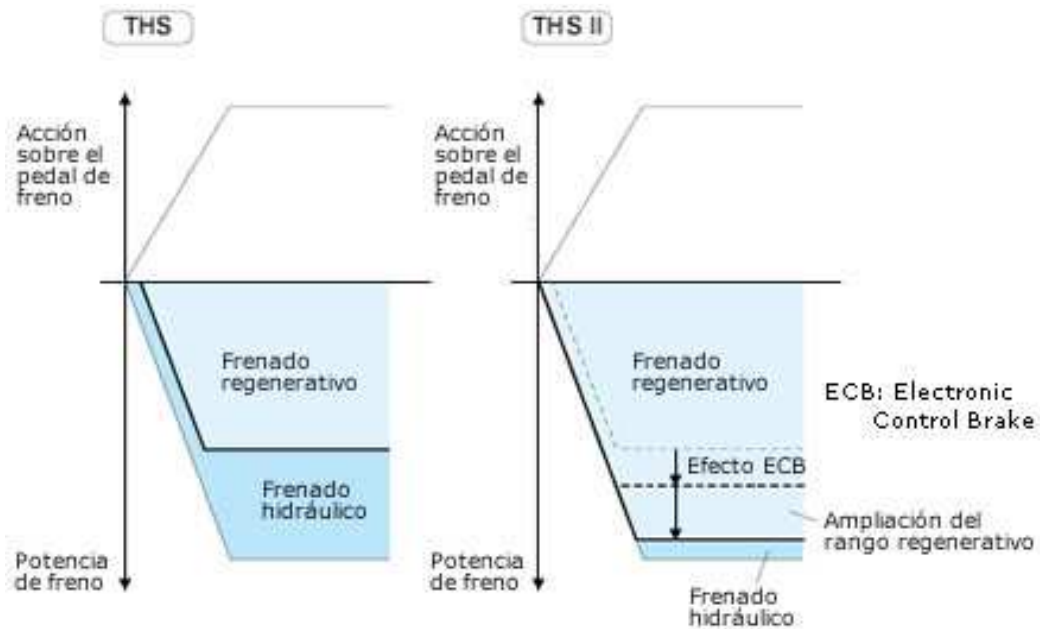 THS
Acción
sobre el
pedal de
freno
Frenado
regenerativo
Frenado
hidráulico
Potencia
de freno
THS II
Acción
sobre el
pedal de
freno
Frenado
regenerativo
ECB: Electronic
Control Brake
Efecto ECB
Ampliación del
rango regenerativo
Potencia
de freno
Frenado
hidráulico